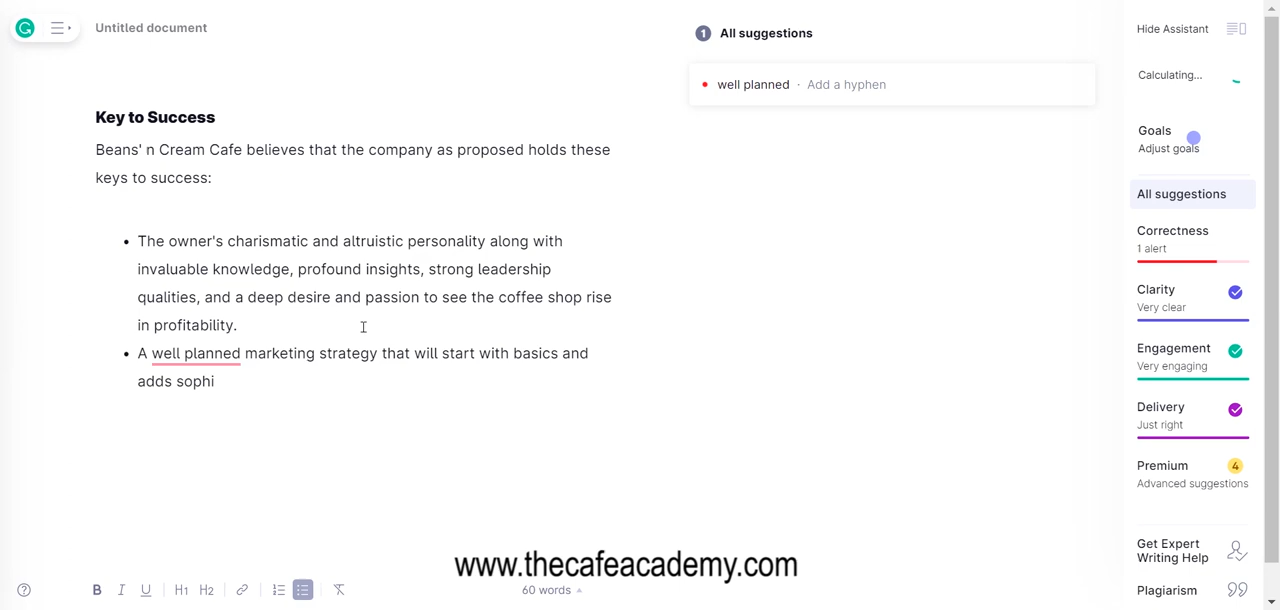 Untitled document
1 All suggestions
well planned · Add a hyphen
Key to Success
Beans' n Cream Cafe believes that the company as proposed holds these
keys to success:
• The owner's charismatic and altruistic personality along with
invaluable knowledge, profound insights, strong leadership
qualities, and a deep desire and passion to see the coffee shop rise
in profitability.
• A well planned marketing strategy that will start with basics and
adds sophi
Hide Assistant
Calculating...
Goals
Adjust goals
All suggestions
Correctness
1 alert
Clarity
Very clear
Engagement
Very engaging
Delivery
Just right
Premium 4
Advanced suggestions
Get Expert
Writing Help
Plagiarism
www.thecafeacademy.com
B I U H1 H2
60 words